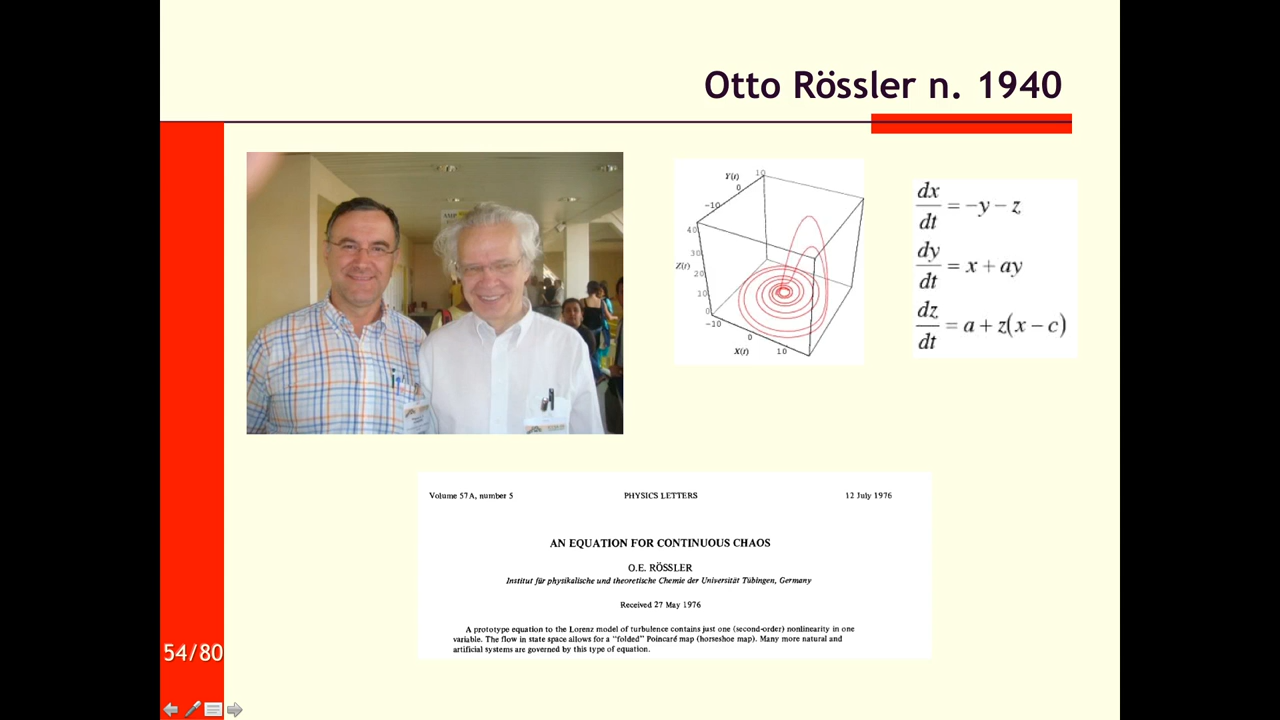 Otto Rössler n. 1940
AMP
Y(t)
10
0
−10
40
30
Z(t)
20
10
0
−10
0
X(t)
10
dx/dt = −y − z
dy/dt = x + ay
dz/dt = a + z(x − c)
Volume 57A, number 5 PHYSICS LETTERS 12 July 1976
AN EQUATION FOR CONTINUOUS CHAOS
O.E. RÖSSLER
Institut für physikalische und theoretische Chemie der Universität Tübingen, Germany
Received 27 May 1976
A prototype equation to the Lorenz model of turbulence contains just one (second-order) nonlinearity in one
variable. The flow in state space allows for a "folded" Poincaré map (horseshoe map). Many more natural and
artificial systems are governed by this type of equation.
54/80